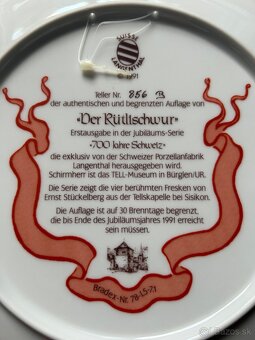 SUISSE
LANGENTHAL
© 1991
Teller Nr. 856 B
der authentischen und begrenzten Auflage von
»Der Rütlischwur«
Erstausgabe in der Jubiläums-Serie
»700 Jahre Schweiz«
die exklusiv von der Schweizer Porzellanfabrik
Langenthal herausgegeben wird.
Schirmherr ist das TELL-Museum in Bürglen/UR.
Die Serie zeigt die vier berühmten Fresken von
Ernst Stückelberg aus der Tellskapelle bei Sisikon.
Die Auflage ist auf 30 Brenntage begrenzt,
die bis Ende des Jubiläumsjahres 1991 erreicht
sein müssen.
Bradex-Nr. 78-L5-7.1
bazos.sk